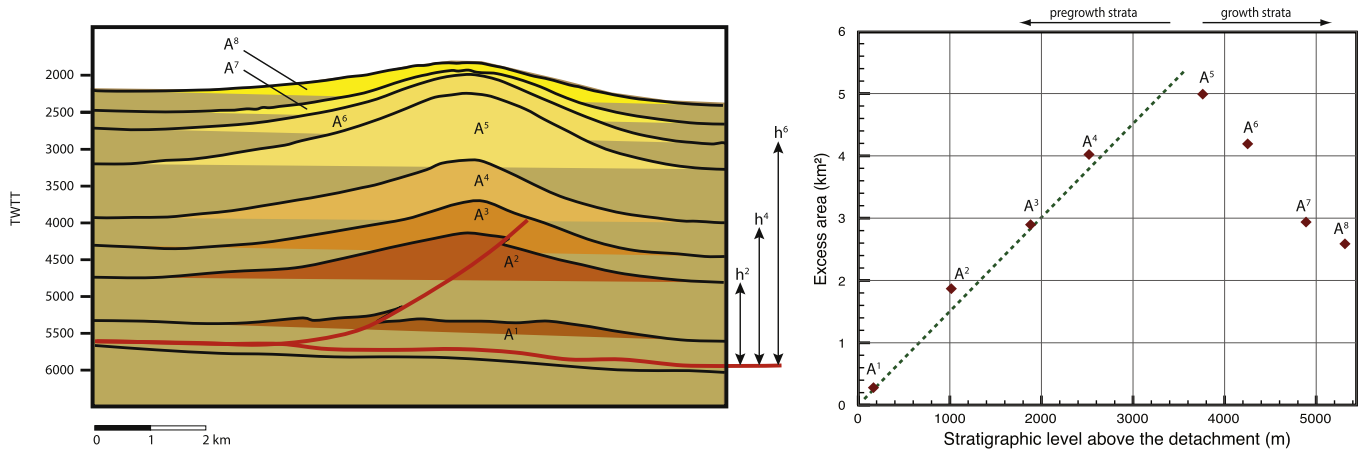 A⁸
A⁷
2000
2500
3000
3500
4000
4500
5000
5500
6000
TWTT
A⁶
A⁵
A⁴
A³
A²
A¹
h²
h⁴
h⁶
0 1 2 km
pregrowth strata growth strata
6
5
4
3
2
1
0
Excess area (km²)
A¹
A²
A³
A⁴
A⁵
A⁶
A⁷
A⁸
0 1000 2000 3000 4000 5000
Stratigraphic level above the detachment (m)